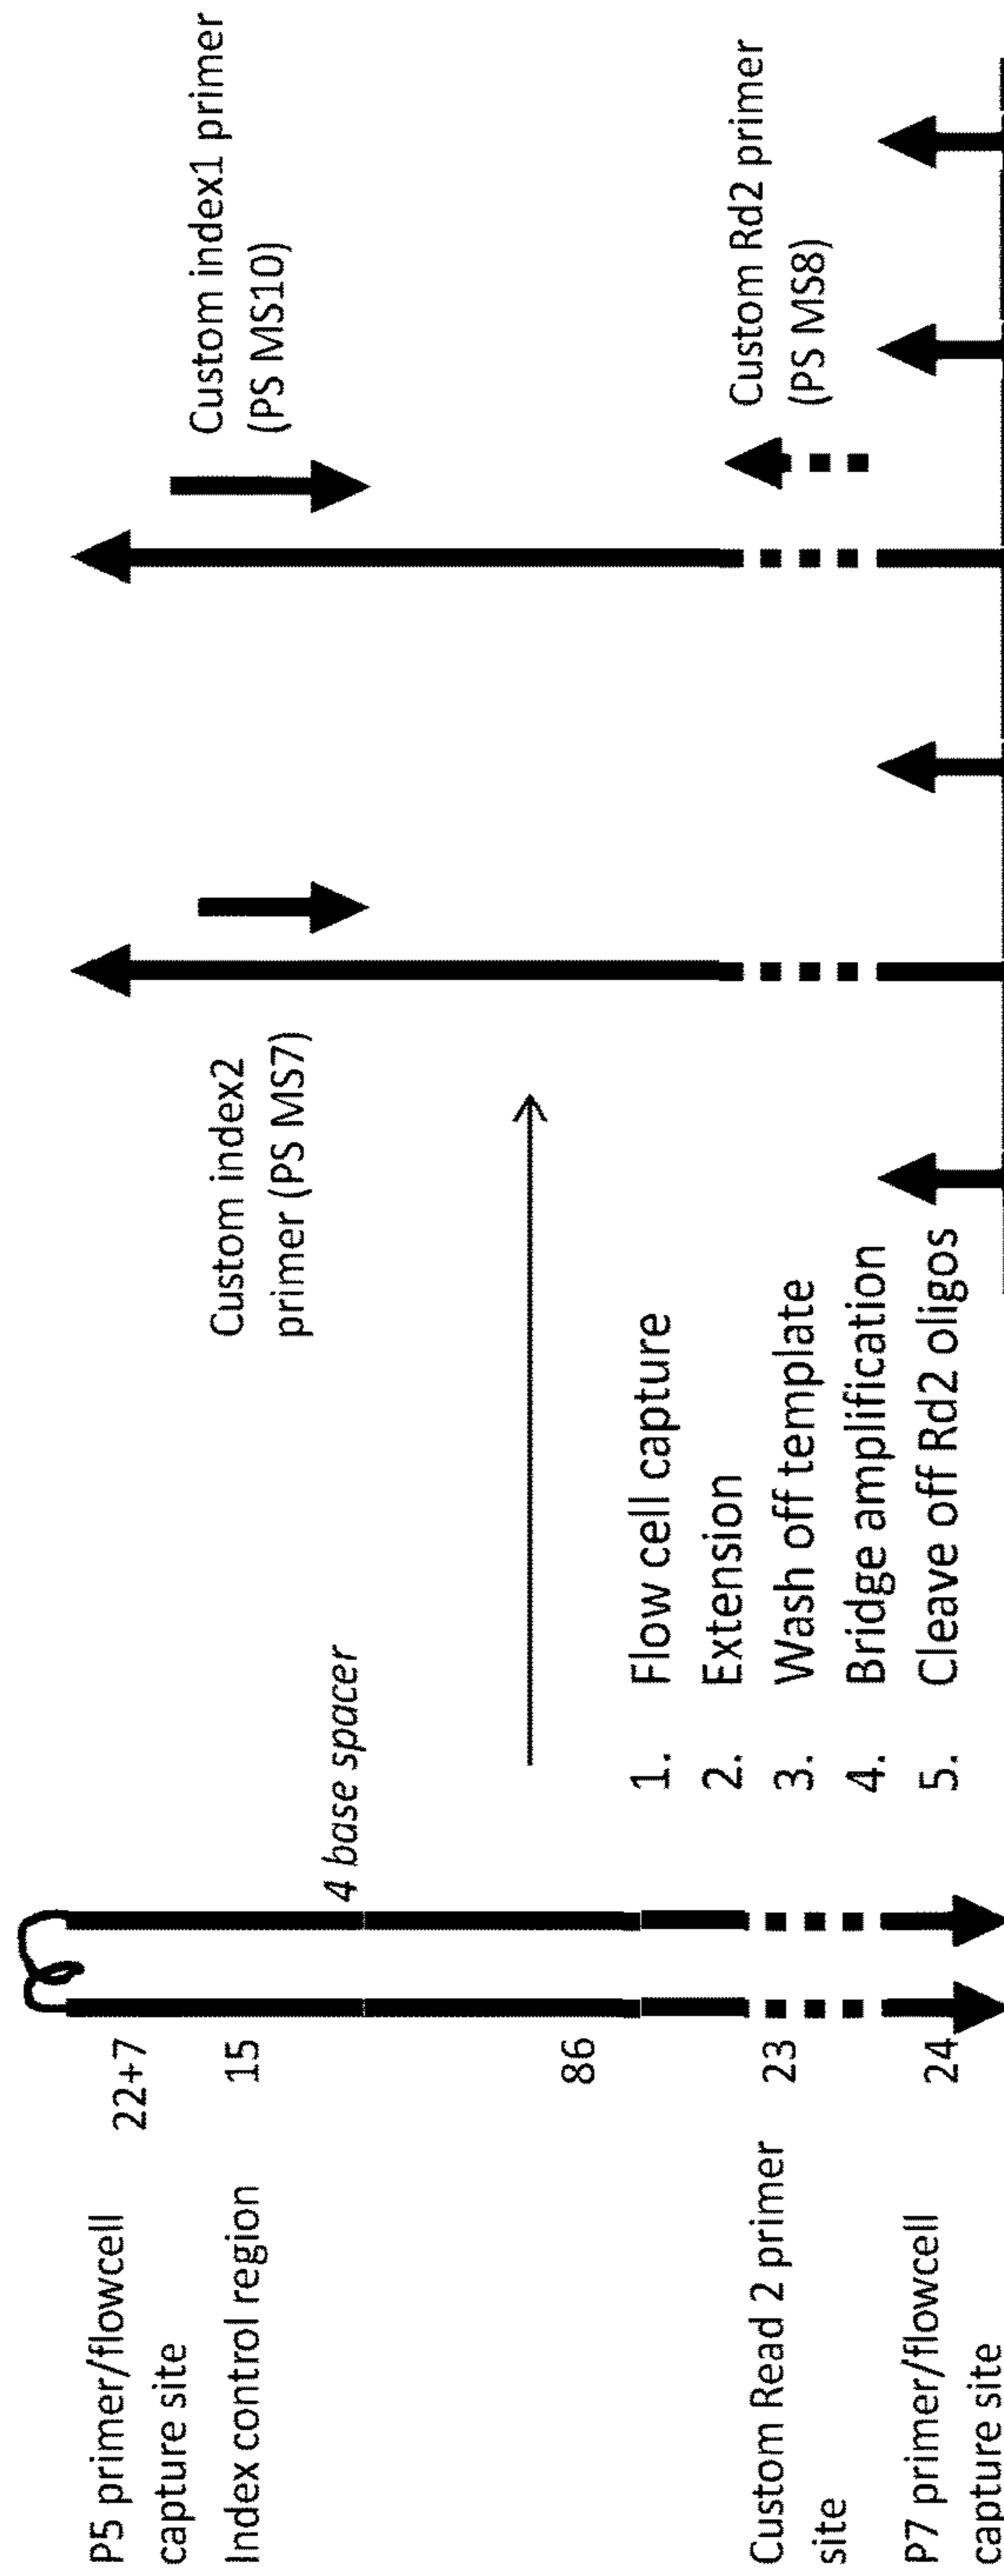 P5 primer/flowcell
capture site
22+7
Index control region
15
4 base spacer
86
Custom Read 2 primer
site
23
P7 primer/flowcell
capture site
24
1. Flow cell capture
2. Extension
3. Wash off template
4. Bridge amplification
5. Cleave off Rd2 oligos
Custom index2
primer (PS MS7)
Custom index1 primer
(PS MS10)
Custom Rd2 primer
(PS MS8)